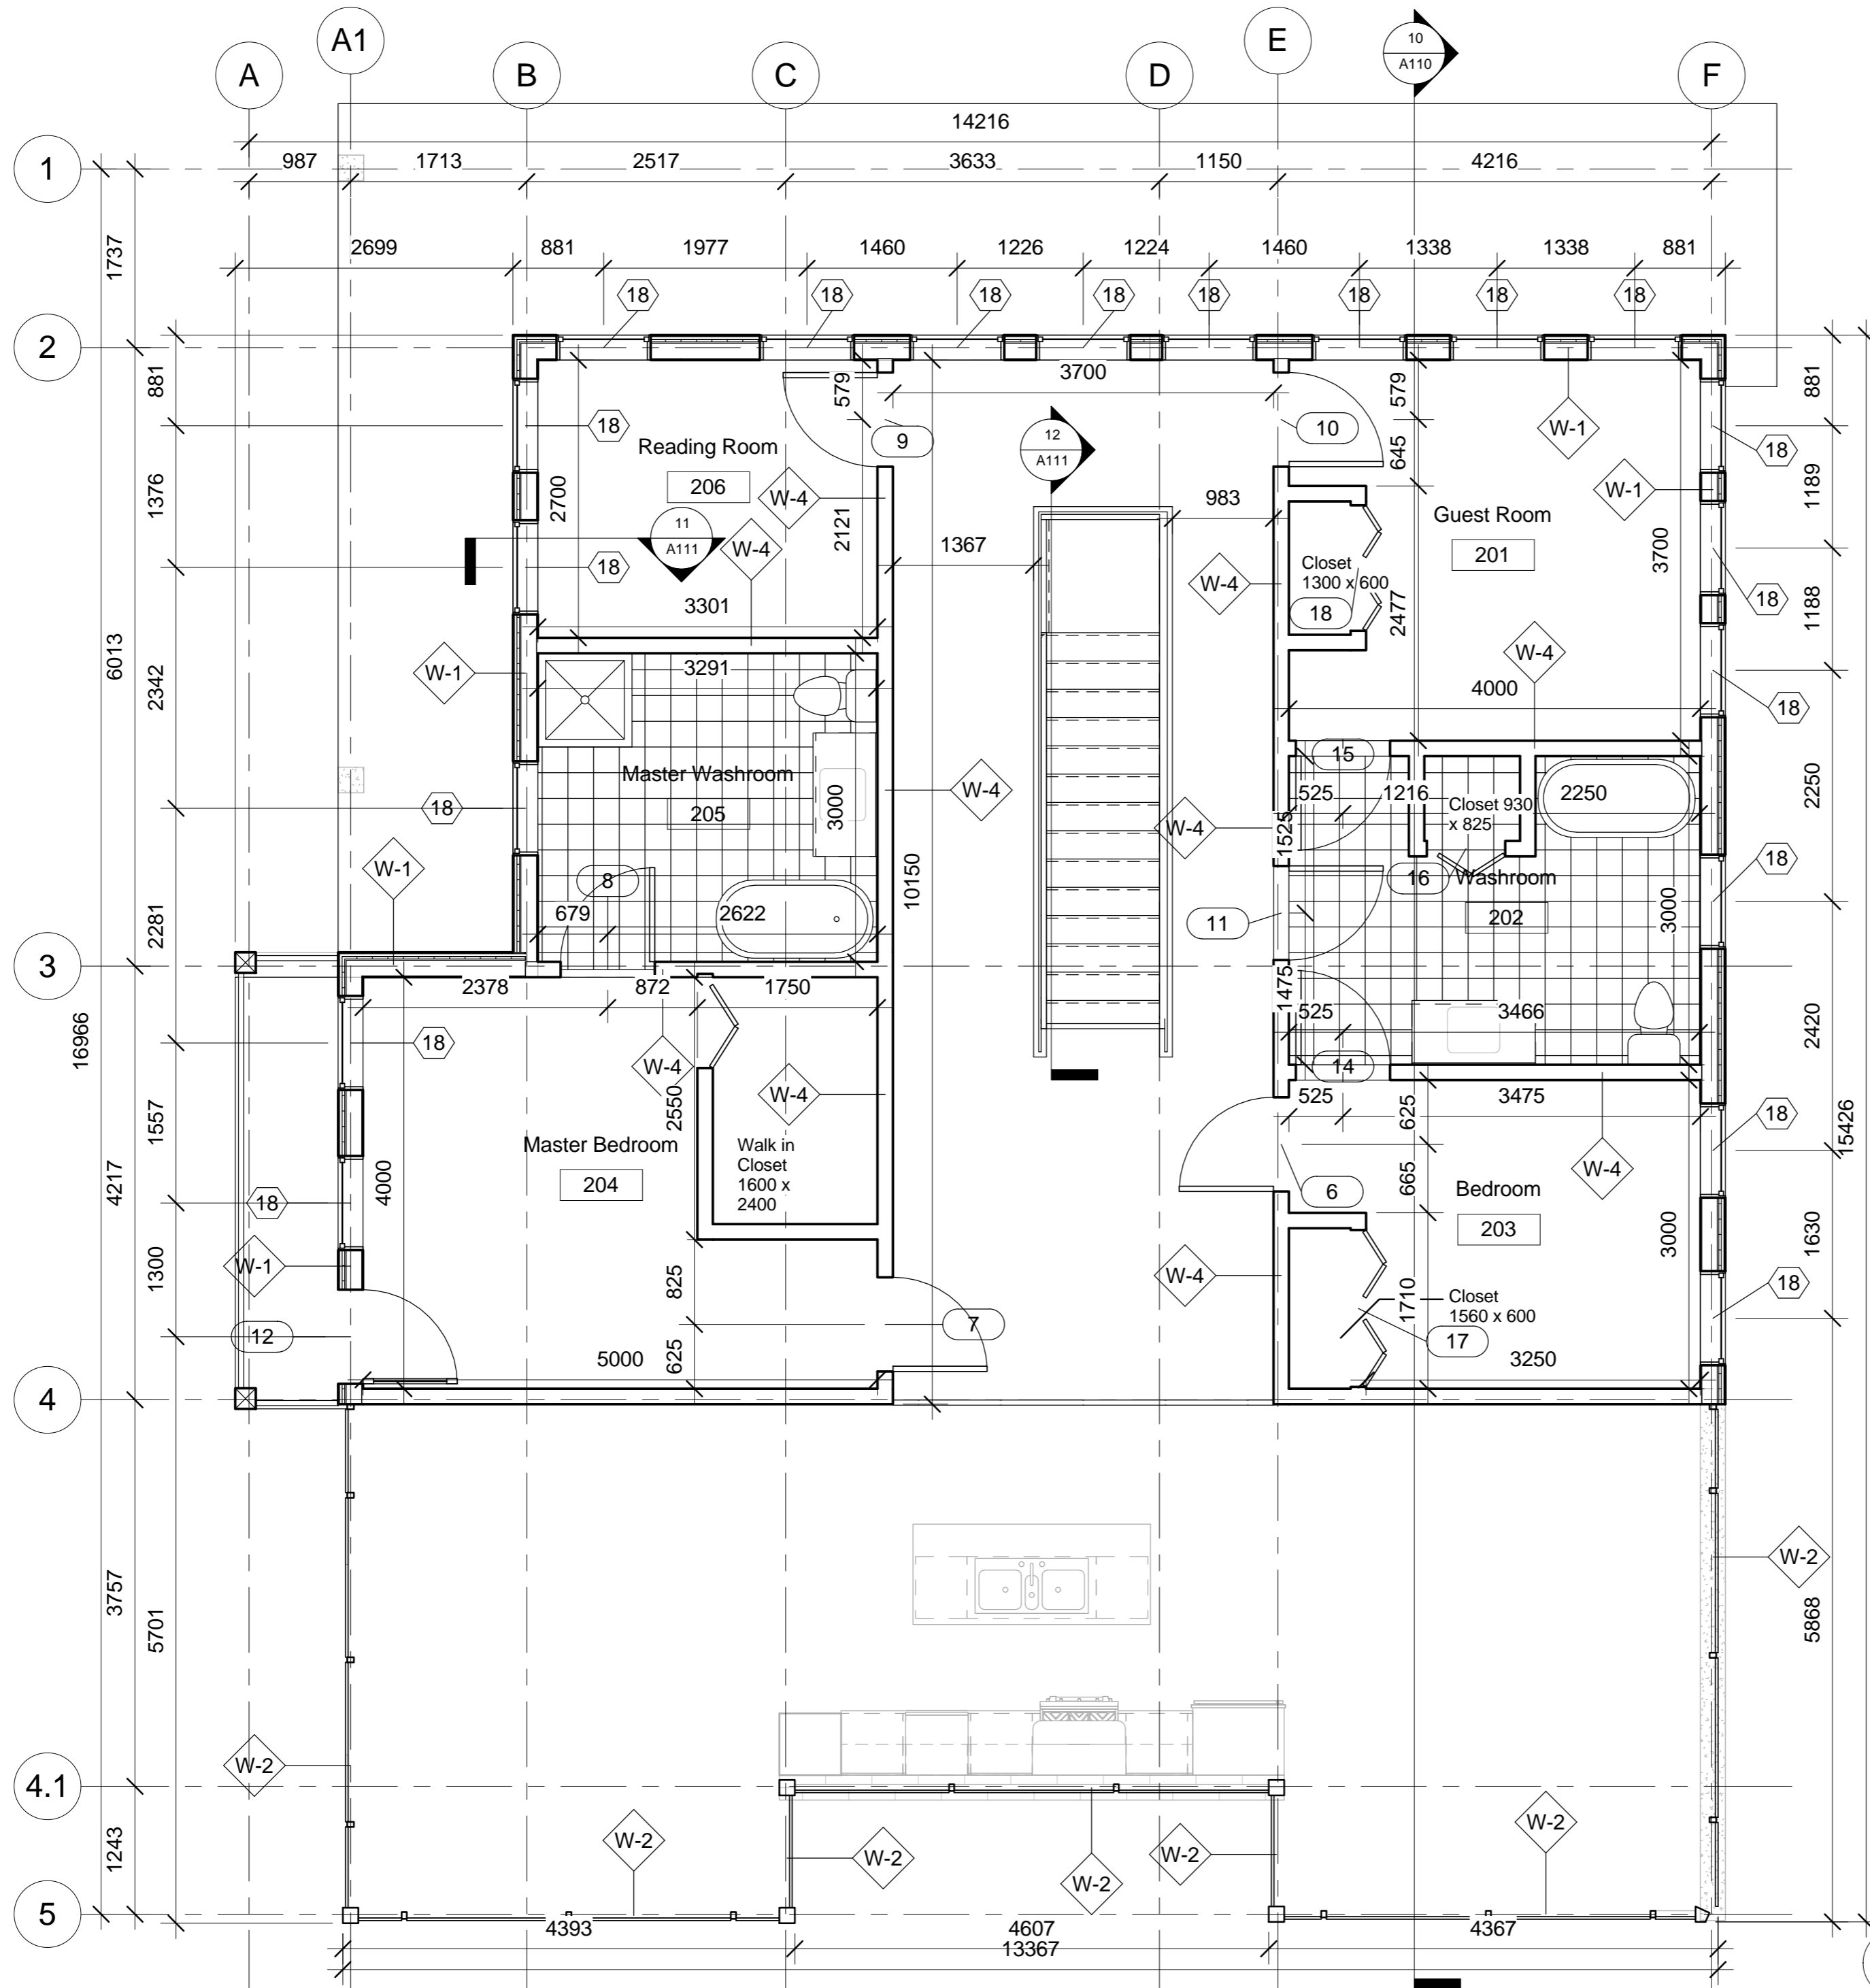 A
A1
B
C
D
E
F
10
A110
14216
1
987
1713
2517
3633
1150
4216
1737
2699
881
1977
1460
1226
1224
1460
1338
1338
881
18
18
18
18
18
18
18
18
2
881
579
3700
579
881
18
9
10
W-1
18
Reading Room
206
W-4
12
A111
645
1376
2700
W-1
1189
983
Guest Room
201
11
A111
2121
W-4
1367
3700
18
W-4
Closet
1300 x 600
18
18
1188
3301
2477
6013
2342
W-1
3291
W-4
4000
18
Master Washroom
205
3000
W-4
15
525
1216
2250
2250
Closet 930
x 825
18
W-4
1525
W-1
10150
18
8
16
Washroom
202
3000
679
2622
11
2281
3
2378
872
1750
1475
525
3466
2420
16966
18
W-4
W-4
14
2550
525
3475
15426
1557
Master Bedroom
204
Walk in
Closet
1600 x
2400
625
18
4000
W-4
4217
18
665
6
Bedroom
203
3000
1630
W-1
W-4
1300
825
1710
Closet
1560 x 600
18
12
7
17
5000
625
3250
4
W-2
3757
5701
5868
W-2
4.1
W-2
W-2
W-2
W-2
W-2
1243
5
4393
4607
4367
13367